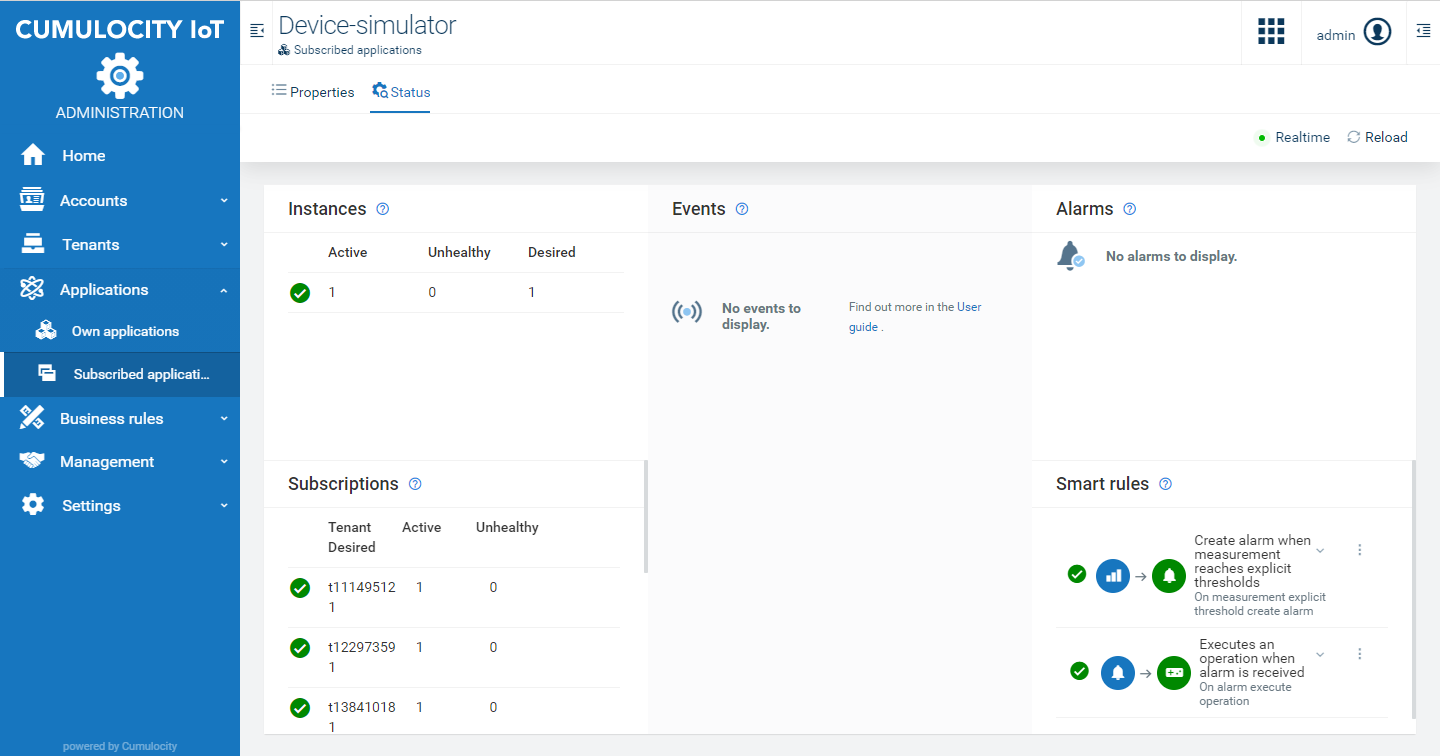 CUMULOCITY IoT
ADMINISTRATION
Home
Accounts
Tenants
Applications
Own applications
Subscribed applicati...
Business rules
Management
Settings
powered by Cumulocity
Device-simulator
Subscribed applications
admin
Properties
Status
Realtime
Reload
Instances
Active Unhealthy Desired
1 0 1
Events
No events to
display.
Find out more in the User
guide .
Alarms
No alarms to display.
Subscriptions
Tenant Active Unhealthy
Desired
t11149512 1 0
1
t12297359 1 0
1
t13841018 1 0
1
Smart rules
Create alarm when
measurement
reaches explicit
thresholds
On measurement explicit
threshold create alarm
Executes an
operation when
alarm is received
On alarm execute
operation